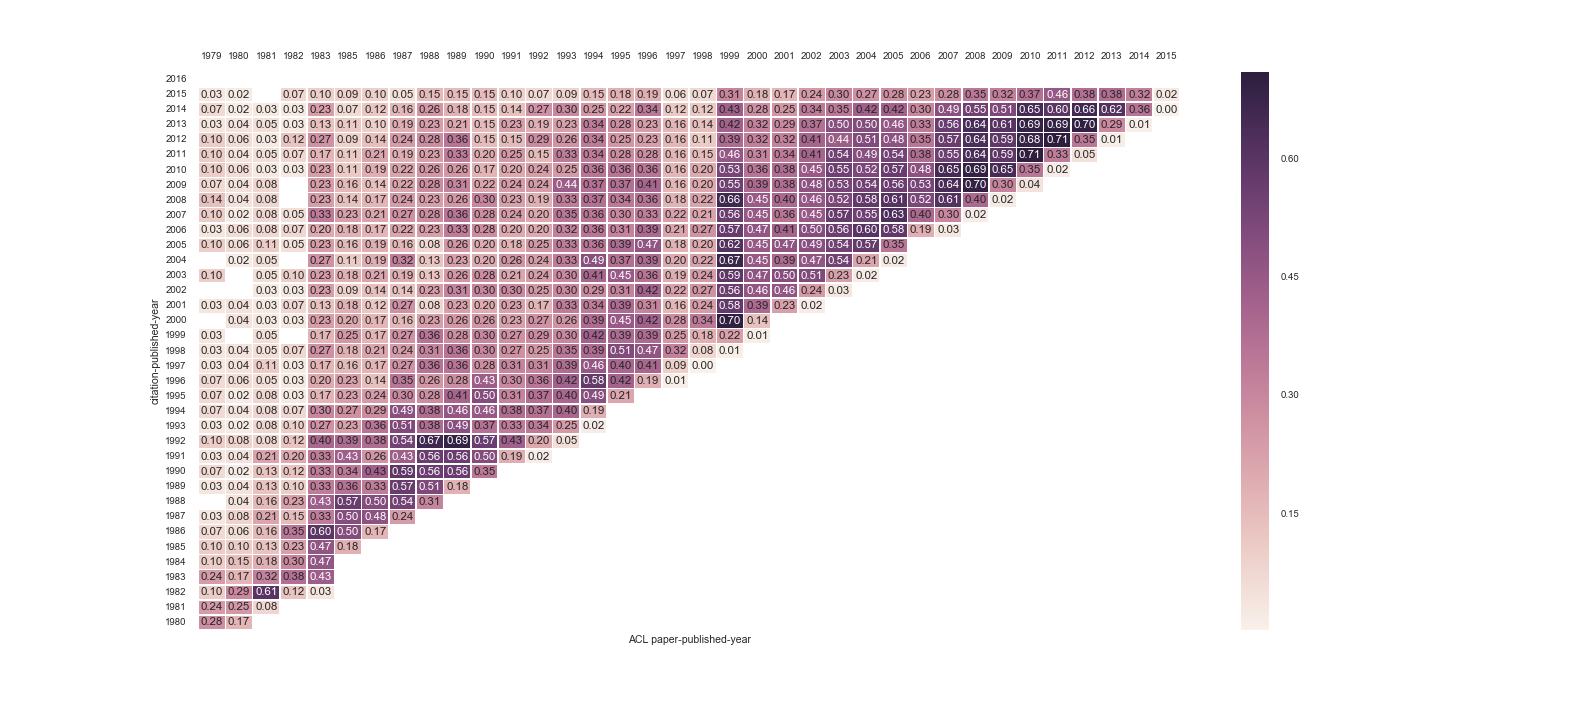 1979 1980 1981 1982 1983 1985 1986 1987 1988 1989 1990 1991 1992 1993 1994 1995 1996 1997 1998 1999 2000 2001 2002 2003 2004 2005 2006 2007 2008 2009 2010 2011 2012 2013 2014 2015
2016
2015 0.03 0.02 0.07 0.10 0.09 0.10 0.05 0.15 0.15 0.15 0.10 0.07 0.09 0.15 0.18 0.19 0.06 0.07 0.31 0.18 0.17 0.24 0.30 0.27 0.28 0.23 0.28 0.35 0.32 0.37 0.46 0.38 0.38 0.32 0.02
2014 0.07 0.02 0.03 0.03 0.23 0.07 0.12 0.16 0.26 0.18 0.15 0.14 0.27 0.30 0.25 0.22 0.34 0.12 0.12 0.43 0.28 0.25 0.34 0.35 0.42 0.42 0.30 0.49 0.55 0.51 0.65 0.60 0.66 0.62 0.36 0.00
2013 0.03 0.04 0.05 0.03 0.13 0.11 0.10 0.19 0.23 0.21 0.15 0.23 0.19 0.23 0.34 0.28 0.23 0.16 0.14 0.42 0.32 0.29 0.37 0.50 0.50 0.46 0.33 0.56 0.64 0.61 0.69 0.69 0.70 0.29 0.01
2012 0.10 0.06 0.03 0.12 0.27 0.09 0.14 0.24 0.28 0.36 0.15 0.15 0.29 0.26 0.34 0.25 0.23 0.16 0.11 0.39 0.32 0.32 0.41 0.44 0.51 0.48 0.35 0.57 0.64 0.59 0.68 0.71 0.35 0.01
2011 0.10 0.04 0.05 0.07 0.17 0.11 0.21 0.19 0.23 0.33 0.20 0.25 0.15 0.33 0.34 0.28 0.28 0.16 0.15 0.46 0.31 0.34 0.41 0.54 0.49 0.54 0.38 0.55 0.64 0.59 0.71 0.33 0.05
2010 0.10 0.06 0.03 0.03 0.23 0.11 0.19 0.22 0.26 0.26 0.17 0.20 0.24 0.25 0.36 0.36 0.36 0.16 0.20 0.53 0.36 0.38 0.45 0.55 0.52 0.57 0.48 0.65 0.69 0.65 0.35 0.02
2009 0.07 0.04 0.08 0.23 0.16 0.14 0.22 0.28 0.31 0.22 0.24 0.24 0.44 0.37 0.37 0.41 0.16 0.20 0.55 0.39 0.38 0.48 0.53 0.54 0.56 0.53 0.64 0.70 0.30 0.04
2008 0.14 0.04 0.08 0.23 0.14 0.17 0.24 0.23 0.26 0.30 0.23 0.19 0.33 0.37 0.34 0.36 0.18 0.22 0.66 0.45 0.40 0.46 0.52 0.58 0.61 0.52 0.61 0.40 0.02
2007 0.10 0.02 0.08 0.05 0.33 0.23 0.21 0.27 0.28 0.36 0.28 0.24 0.20 0.35 0.36 0.30 0.33 0.22 0.21 0.56 0.45 0.36 0.45 0.57 0.55 0.63 0.40 0.30 0.02
2006 0.03 0.06 0.08 0.07 0.20 0.18 0.17 0.22 0.23 0.33 0.28 0.20 0.20 0.32 0.36 0.31 0.39 0.21 0.27 0.57 0.47 0.41 0.50 0.56 0.60 0.58 0.19 0.03
2005 0.10 0.06 0.11 0.05 0.23 0.16 0.19 0.16 0.08 0.26 0.20 0.18 0.25 0.33 0.36 0.39 0.47 0.18 0.20 0.62 0.45 0.47 0.49 0.54 0.57 0.35
2004 0.02 0.05 0.27 0.11 0.19 0.32 0.13 0.23 0.20 0.26 0.24 0.33 0.49 0.37 0.39 0.20 0.22 0.67 0.45 0.39 0.47 0.54 0.21 0.02
2003 0.10 0.05 0.10 0.23 0.18 0.21 0.19 0.13 0.26 0.28 0.21 0.24 0.30 0.41 0.45 0.36 0.19 0.24 0.59 0.47 0.50 0.51 0.23 0.02
2002 0.03 0.03 0.23 0.09 0.14 0.14 0.23 0.31 0.30 0.30 0.25 0.30 0.29 0.31 0.42 0.22 0.27 0.56 0.46 0.46 0.24 0.03
2001 0.03 0.04 0.03 0.07 0.13 0.18 0.12 0.27 0.08 0.23 0.20 0.23 0.17 0.33 0.34 0.39 0.31 0.16 0.24 0.58 0.39 0.23 0.02
2000 0.04 0.03 0.03 0.23 0.20 0.17 0.16 0.23 0.26 0.26 0.23 0.27 0.26 0.39 0.45 0.42 0.28 0.34 0.70 0.14
1999 0.03 0.05 0.17 0.25 0.17 0.27 0.36 0.28 0.30 0.27 0.29 0.30 0.42 0.39 0.39 0.25 0.18 0.22 0.01
1998 0.03 0.04 0.05 0.07 0.27 0.18 0.21 0.24 0.31 0.36 0.30 0.27 0.25 0.35 0.39 0.51 0.47 0.32 0.08 0.01
1997 0.03 0.04 0.11 0.03 0.17 0.16 0.17 0.27 0.36 0.36 0.28 0.31 0.31 0.39 0.46 0.40 0.41 0.09 0.00
1996 0.07 0.06 0.05 0.03 0.20 0.23 0.14 0.35 0.26 0.28 0.43 0.30 0.36 0.42 0.58 0.42 0.19 0.01
1995 0.07 0.02 0.08 0.03 0.17 0.23 0.24 0.30 0.28 0.41 0.50 0.31 0.37 0.40 0.49 0.21
1994 0.07 0.04 0.08 0.07 0.30 0.27 0.29 0.49 0.38 0.46 0.46 0.38 0.37 0.40 0.19
1993 0.03 0.02 0.08 0.10 0.27 0.23 0.36 0.51 0.38 0.49 0.37 0.33 0.34 0.25 0.02
1992 0.10 0.08 0.08 0.12 0.40 0.39 0.38 0.54 0.67 0.69 0.57 0.43 0.20 0.05
1991 0.03 0.04 0.21 0.20 0.33 0.43 0.26 0.43 0.56 0.56 0.50 0.19 0.02
1990 0.07 0.02 0.13 0.12 0.33 0.34 0.43 0.59 0.56 0.56 0.35
1989 0.03 0.04 0.13 0.10 0.33 0.36 0.33 0.57 0.51 0.18
1988 0.04 0.16 0.23 0.43 0.57 0.50 0.54 0.31
1987 0.03 0.08 0.21 0.15 0.33 0.50 0.48 0.24
1986 0.07 0.06 0.16 0.35 0.60 0.50 0.17
1985 0.10 0.10 0.13 0.23 0.47 0.18
1984 0.10 0.15 0.18 0.30 0.47
1983 0.24 0.17 0.32 0.38 0.43
1982 0.10 0.29 0.61 0.12 0.03
1981 0.24 0.25 0.08
1980 0.28 0.17
citation-published-year
ACL paper-published-year
0.60
0.45
0.30
0.15